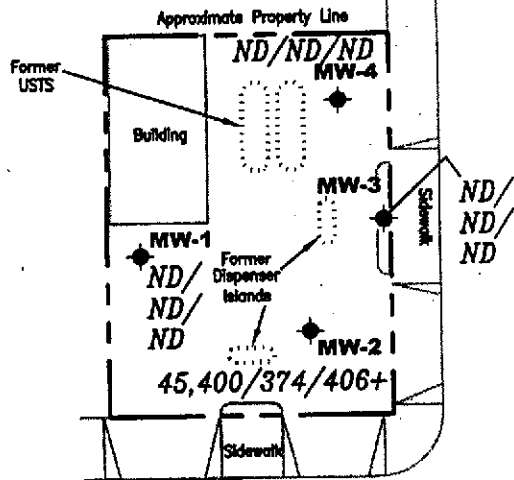 Approximate Property Line
ND/ND/ND
Former
USTS
MW-4
Building
MW-3
Sidewalk
ND/
ND/
ND
MW-1
ND/
ND/
ND
Former
Dispenser
Islands
MW-2
45,400/374/406+
Sidewalk